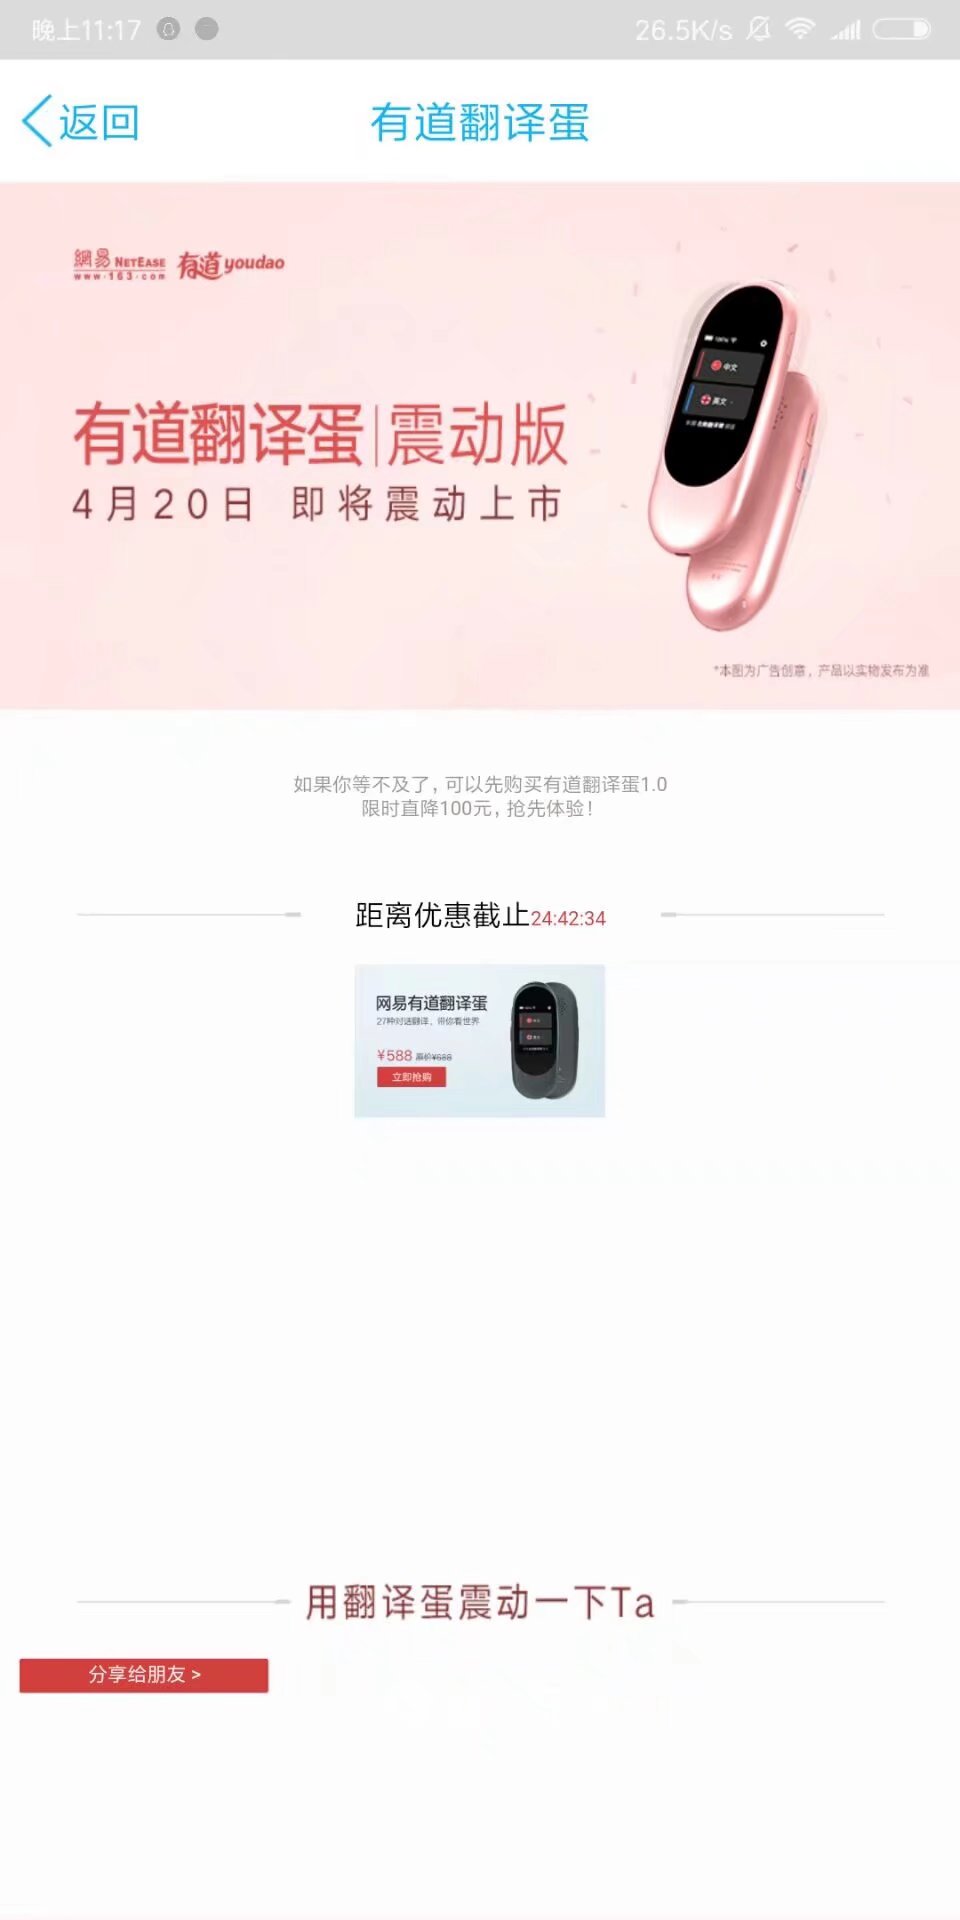 晚上11:17
26.5K/s
返回
有道翻译蛋
網易 NETEASE
www.163.com
有道 youdao
有道翻译蛋|震动版
4月20日 即将震动上市
100%
中文
英文
*本图为广告创意，产品以实物发布为准
如果你等不及了，可以先购买有道翻译蛋1.0
限时直降100元，抢先体验！
距离优惠截止24:42:34
网易有道翻译蛋
27种对话翻译，带你看世界
¥588 原价¥688
立即抢购
用翻译蛋震动一下Ta
分享给朋友 >